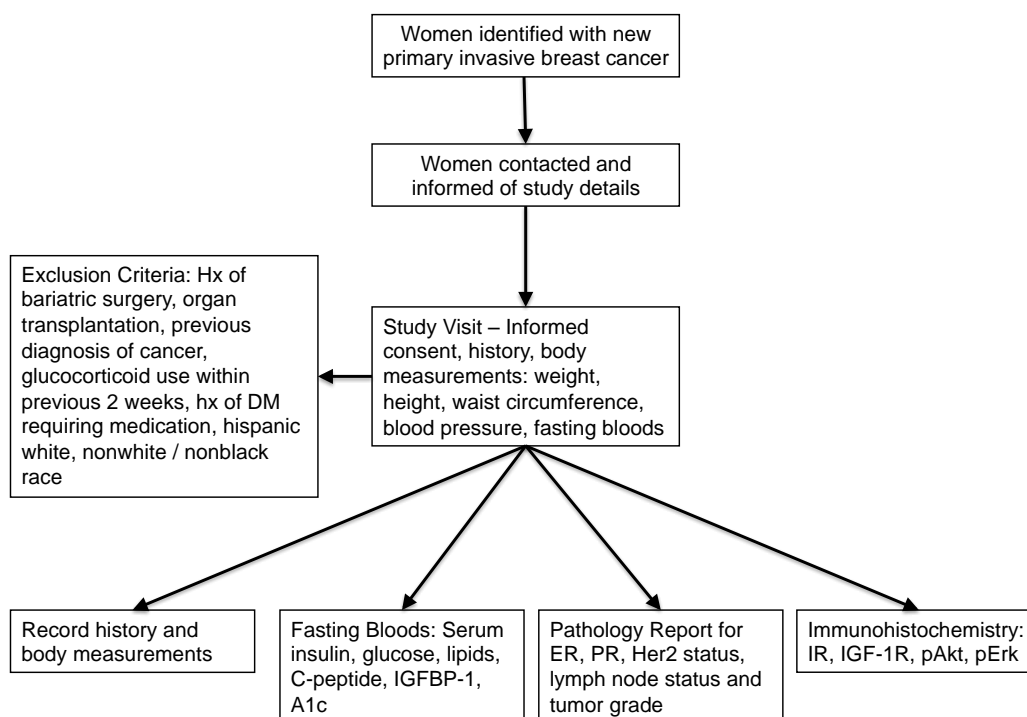 Women identified with new
primary invasive breast cancer
Women contacted and
informed of study details
Exclusion Criteria: Hx of
bariatric surgery, organ
transplantation, previous
diagnosis of cancer,
glucocorticoid use within
previous 2 weeks, hx of DM
requiring medication, hispanic
white, nonwhite / nonblack
race
Study Visit – Informed
consent, history, body
measurements: weight,
height, waist circumference,
blood pressure, fasting bloods
Record history and
body measurements
Fasting Bloods: Serum
insulin, glucose, lipids,
C-peptide, IGFBP-1,
A1c
Pathology Report for
ER, PR, Her2 status,
lymph node status and
tumor grade
Immunohistochemistry:
IR, IGF-1R, pAkt, pErk